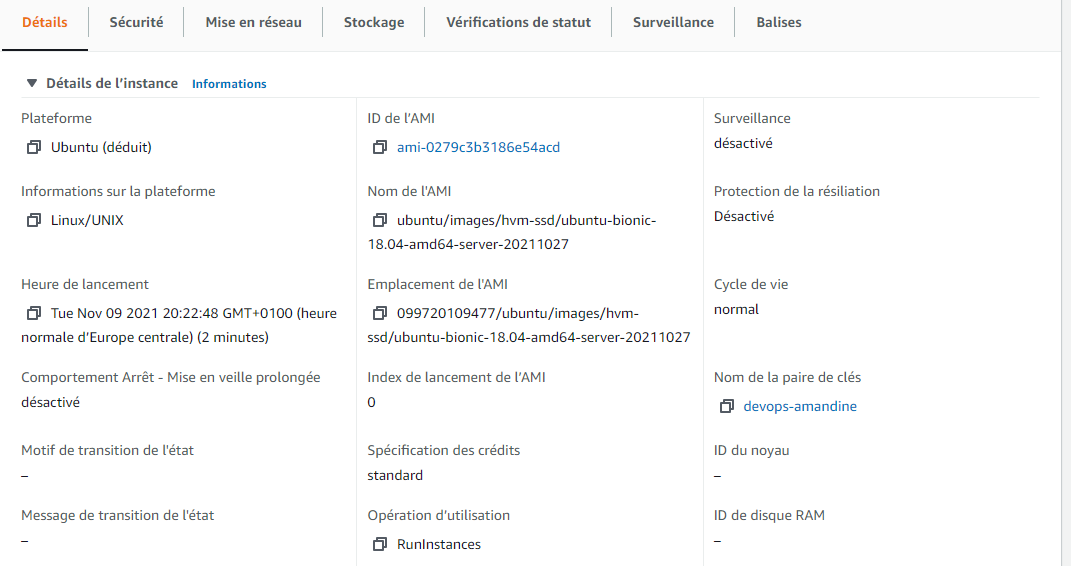 Détails
Sécurité
Mise en réseau
Stockage
Vérifications de statut
Surveillance
Balises
Détails de l’instance Informations
Plateforme
Ubuntu (déduit)
ID de l'AMI
ami-0279c3b3186e54acd
Surveillance
désactivé
Informations sur la plateforme
Linux/UNIX
Nom de l'AMI
ubuntu/images/hvm-ssd/ubuntu-bionic-
18.04-amd64-server-20211027
Protection de la résiliation
Désactivé
Heure de lancement
Tue Nov 09 2021 20:22:48 GMT+0100 (heure
normale d’Europe centrale) (2 minutes)
Emplacement de l'AMI
099720109477/ubuntu/images/hvm-
ssd/ubuntu-bionic-18.04-amd64-server-20211027
Cycle de vie
normal
Comportement Arrêt - Mise en veille prolongée
désactivé
Index de lancement de l’AMI
0
Nom de la paire de clés
devops-amandine
Motif de transition de l'état
–
Spécification des crédits
standard
ID du noyau
–
Message de transition de l'état
–
Opération d’utilisation
RunInstances
ID de disque RAM
–